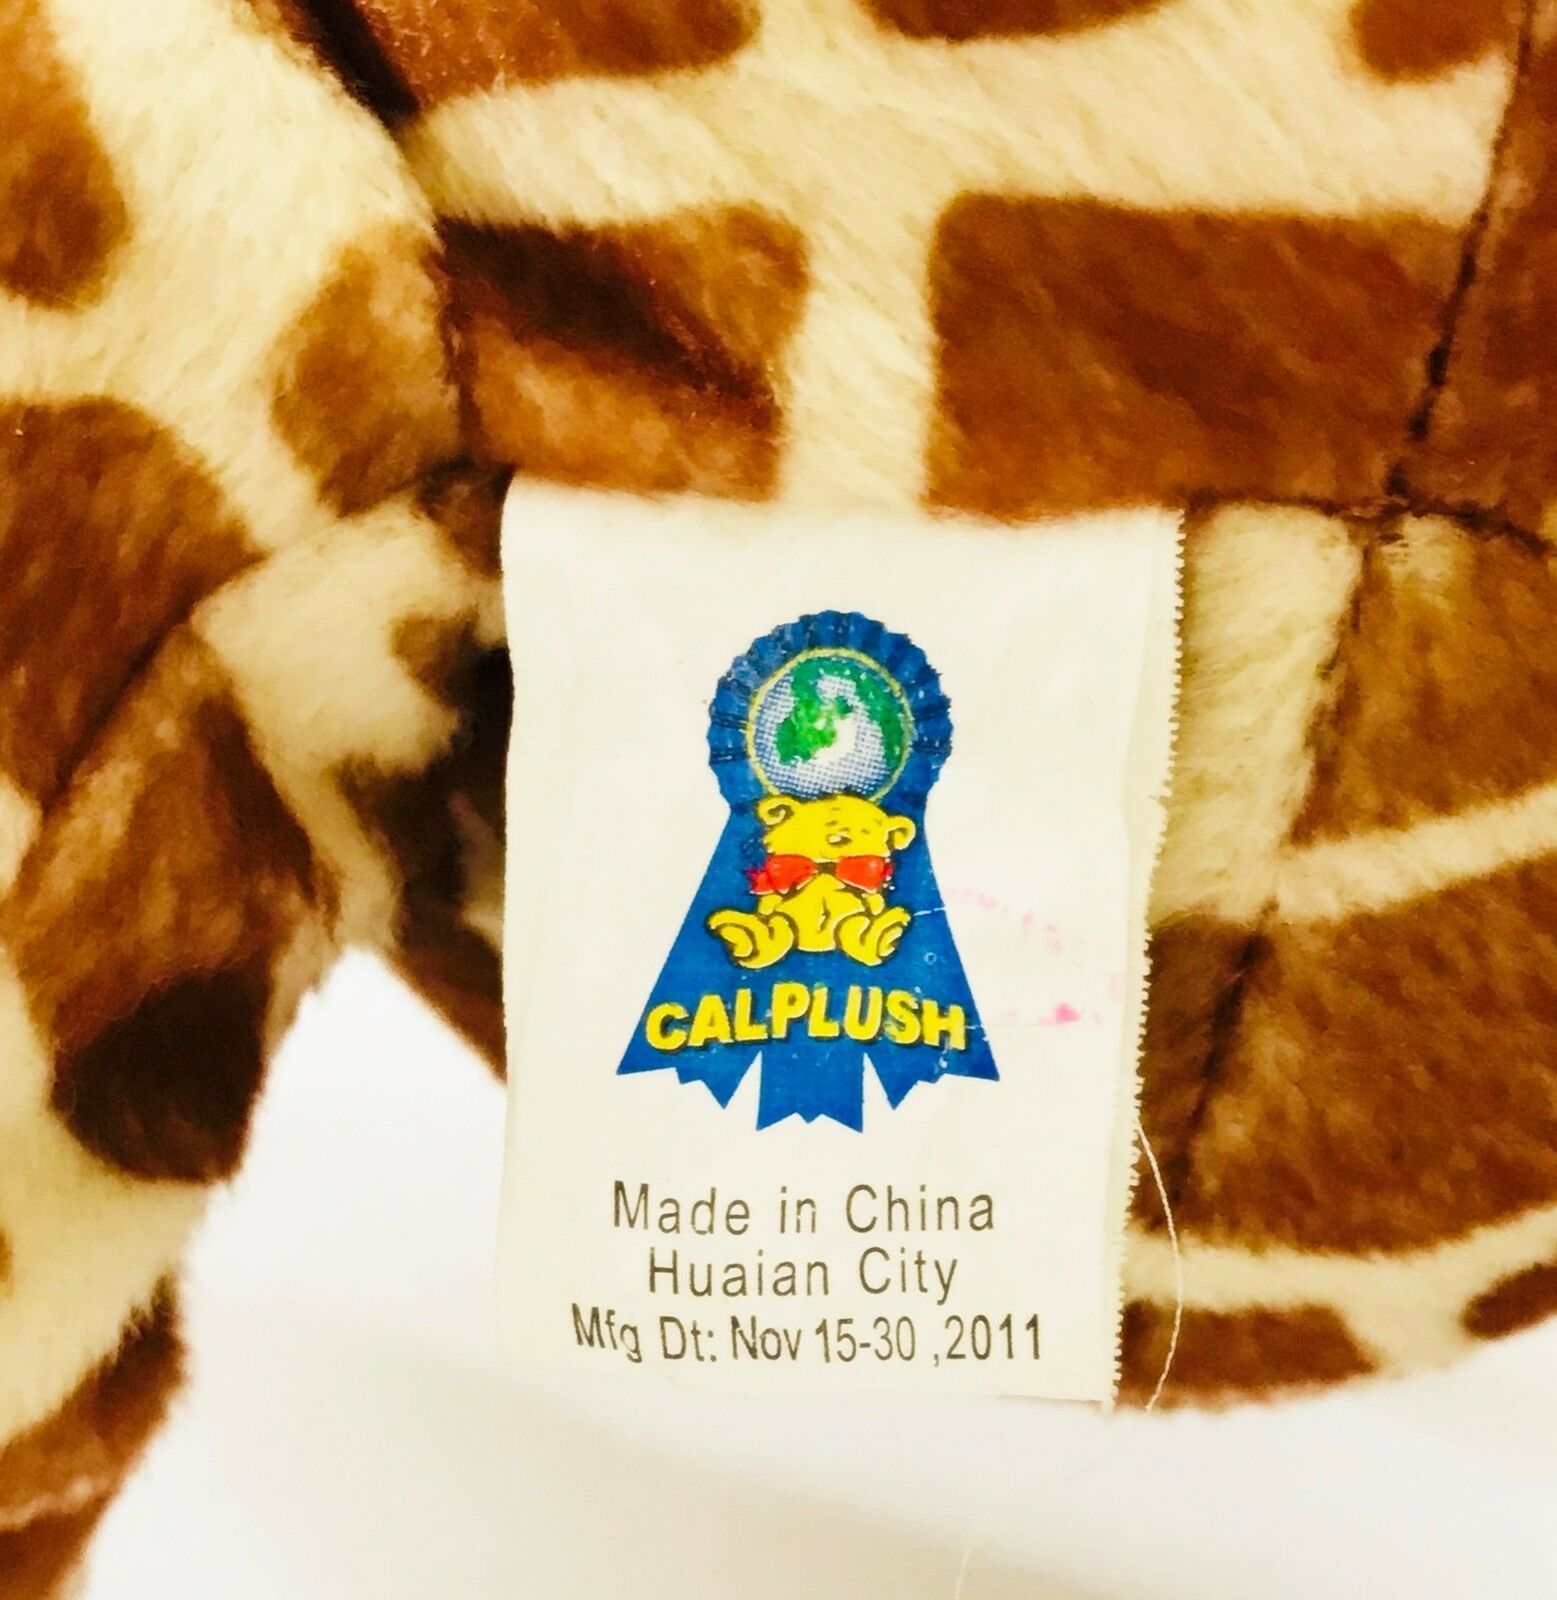 CALPLUSH
Made in China
Huaian City
Mfg Dt: Nov 15-30 ,2011